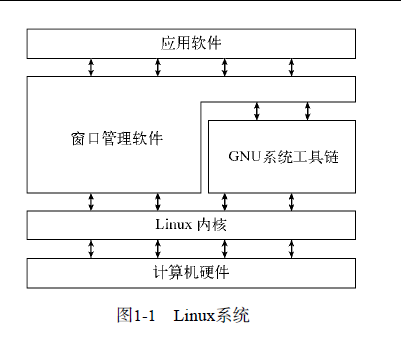 应用软件
窗口管理软件
GNU系统工具链
Linux 内核
计算机硬件
图1-1 Linux系统